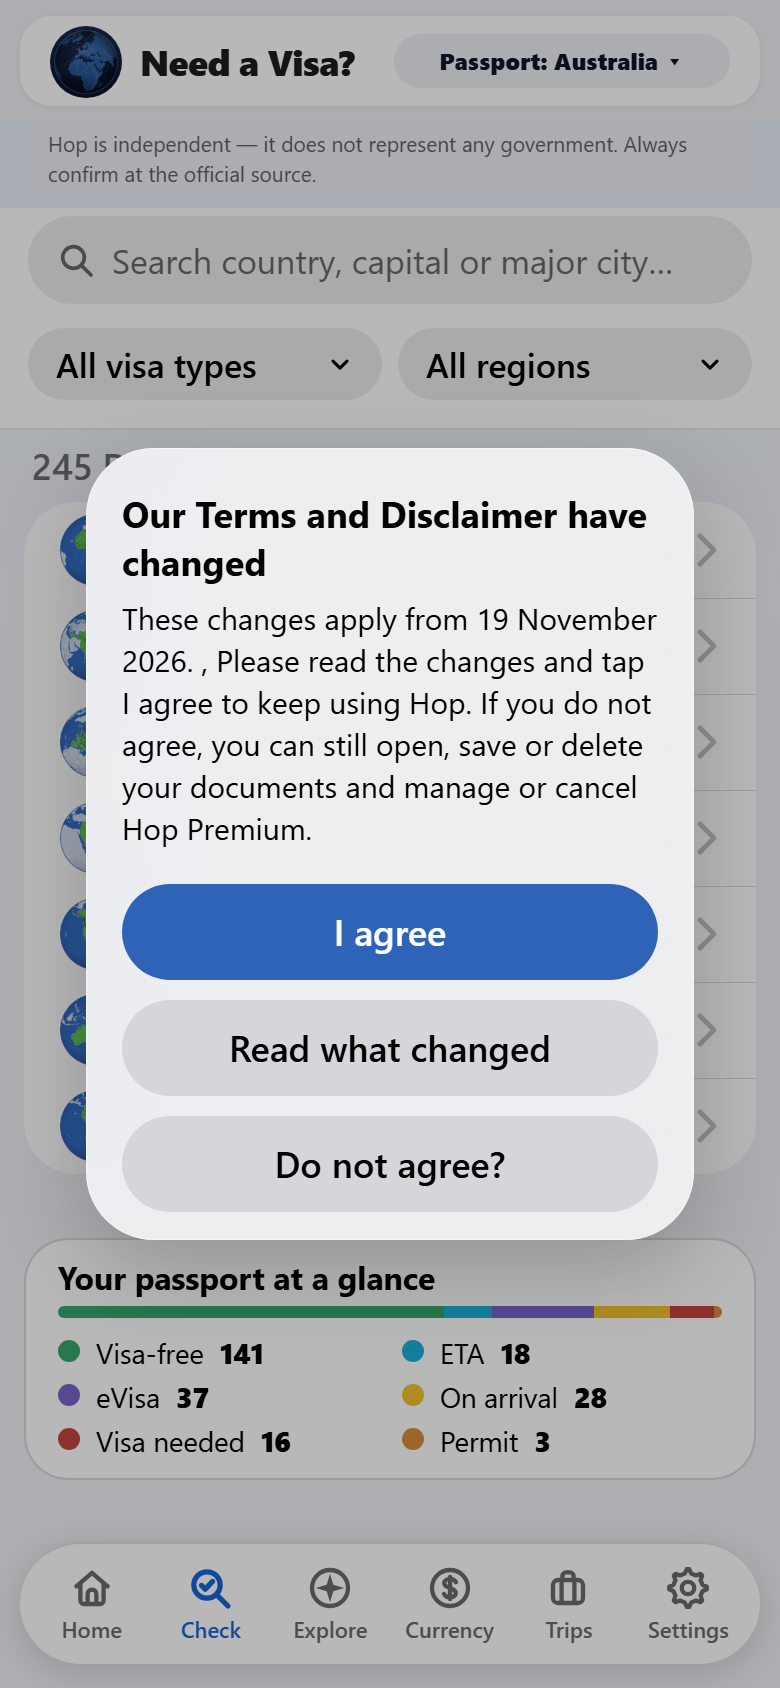 Need a Visa?
Passport: Australia
Hop is independent — it does not represent any government. Always
confirm at the official source.
Search country, capital or major city...
All visa types
All regions
245
Our Terms and Disclaimer have
changed
These changes apply from 19 November
2026. , Please read the changes and tap
I agree to keep using Hop. If you do not
agree, you can still open, save or delete
your documents and manage or cancel
Hop Premium.
I agree
Read what changed
Do not agree?
Your passport at a glance
Visa-free 141
ETA 18
eVisa 37
On arrival 28
Visa needed 16
Permit 3
Home
Check
Explore
Currency
Trips
Settings